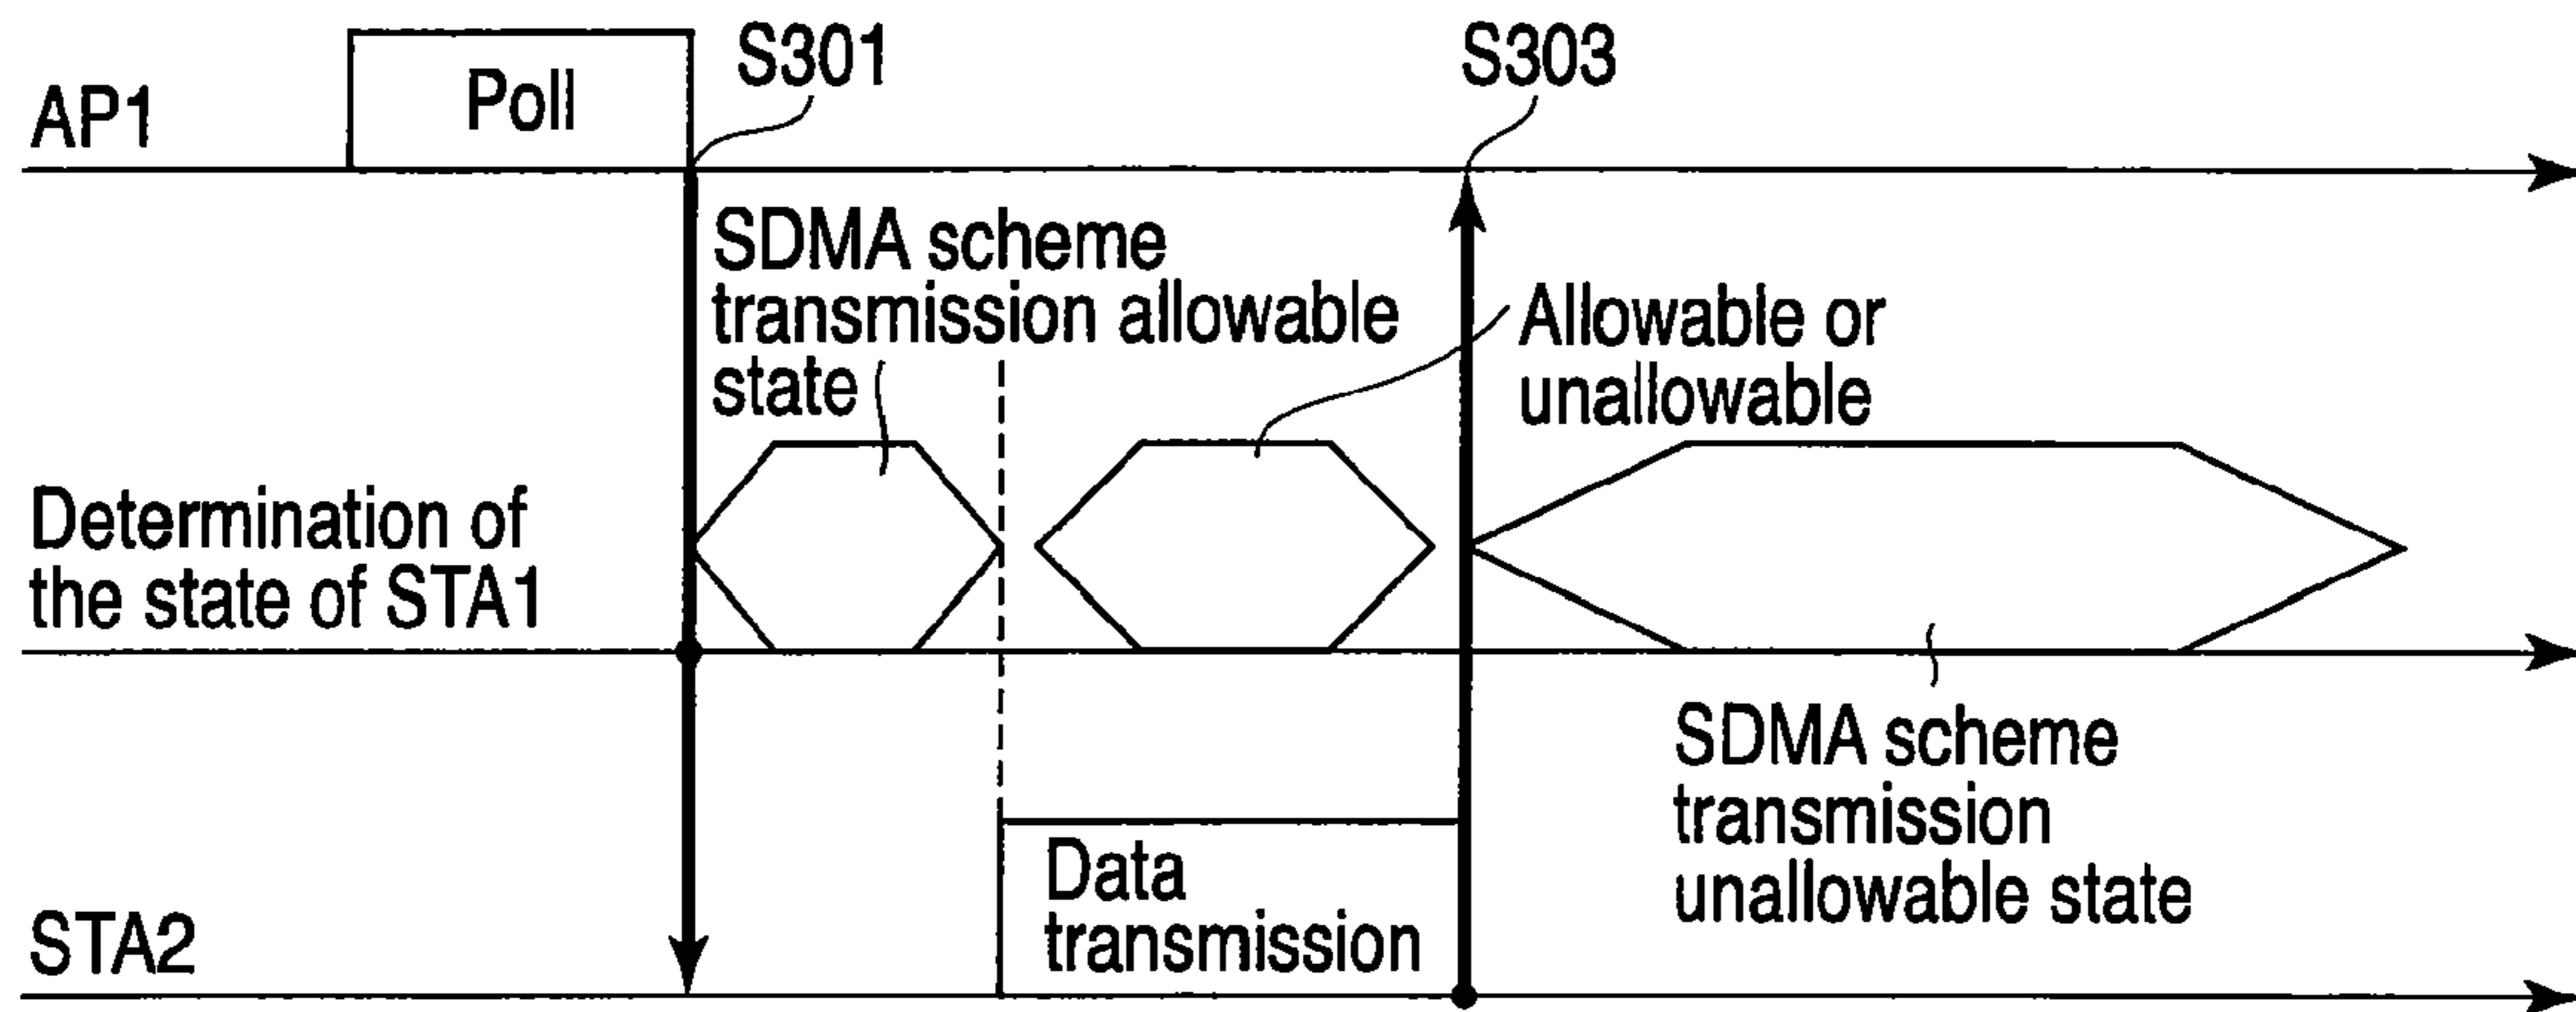 S301
S303
Poll
AP1
SDMA scheme
transmission allowable
state
Allowable or
unallowable
Determination of
the state of STA1
SDMA scheme
transmission
unallowable state
Data
transmission
STA2